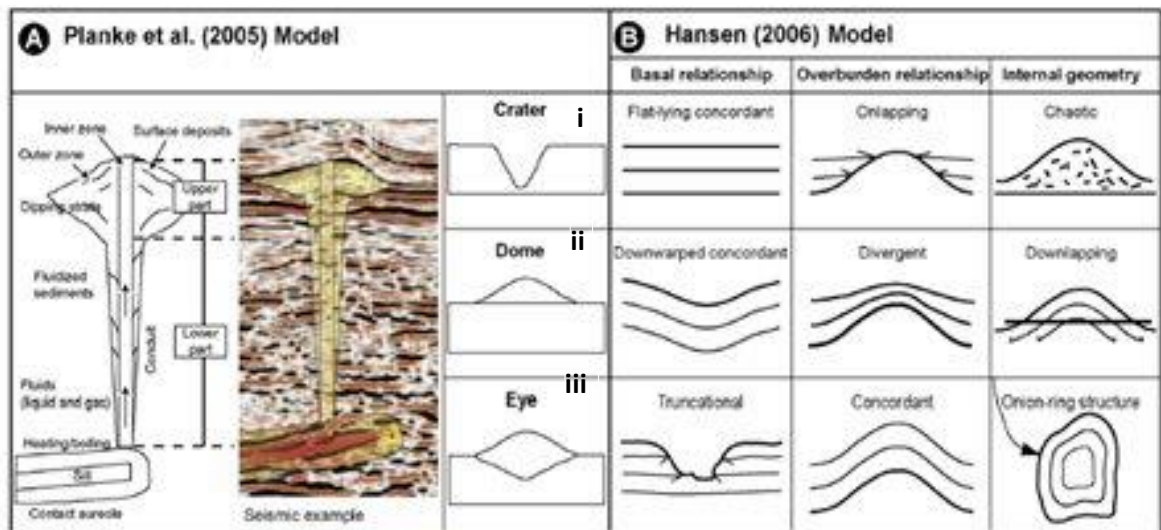 A Planke et al. (2005) Model
Inner zone
Surface deposits
Outer zone
Dipping strata
Upper
part
Fluidized
sediments
Conduit
Lower
part
Fluids
(liquid and gas)
Heating/boiling
Sill
Contact aureole
Seismic example
Crater
i
Dome
ii
Eye
iii
B Hansen (2006) Model
Basal relationship
Overburden relationship
Internal geometry
Flat-lying concordant
Onlapping
Chaotic
Downwarped concordant
Divergent
Downlapping
Truncational
Concordant
Onion-ring structure